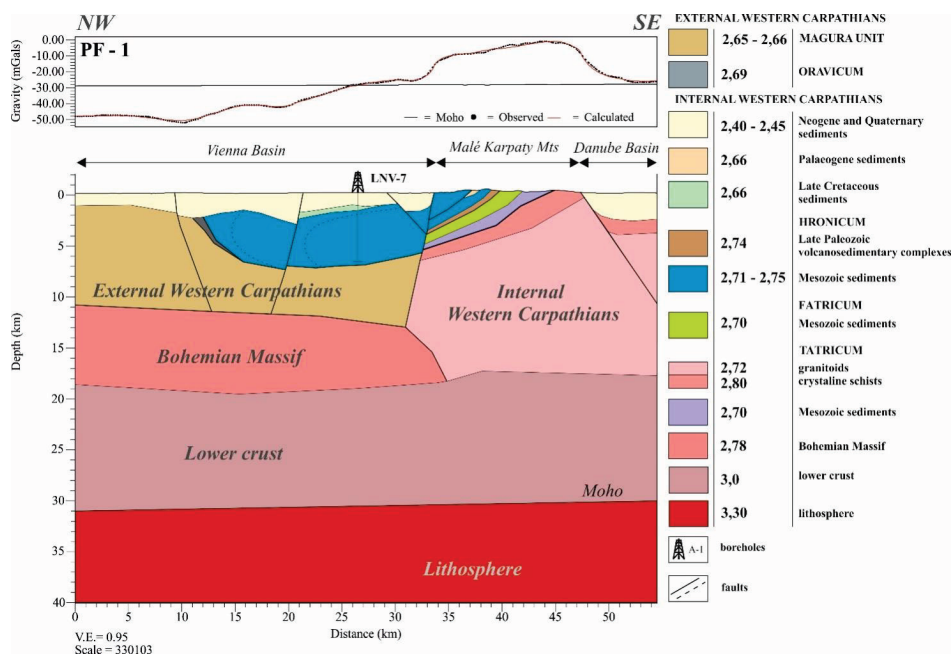 NW
SE
PF - 1
Gravity (mGals)
0.00
-10.00
-20.00
-30.00
-40.00
-50.00
= Moho
= Observed
= Calculated
Vienna Basin
Malé Karpaty Mts
Danube Basin
LNV-7
Depth (km)
0
5
10
15
20
25
30
35
40
External Western Carpathians
Internal
Western Carpathians
Bohemian Massif
Lower crust
Moho
Lithosphere
0
10
20
30
40
50
Distance (km)
V.E.= 0.95
Scale = 330103
EXTERNAL WESTERN CARPATHIANS
2,65 - 2,66 MAGURA UNIT
2,69 ORAVICUM
INTERNAL WESTERN CARPATHIANS
2,40 - 2,45 Neogene and Quaternary
sediments
2,66 Palaeogene sediments
2,66 Late Cretaceous
sediments
HRONICUM
2,74 Late Paleozoic
volcanosedimentary complexes
2,71 - 2,75 Mesozoic sediments
FATRICUM
2,70 Mesozoic sediments
TATRICUM
2,72 granitoids
2,80 crystaline schists
2,70 Mesozoic sediments
2,78 Bohemian Massif
3,0 lower crust
3,30 lithosphere
A-1 boreholes
faults